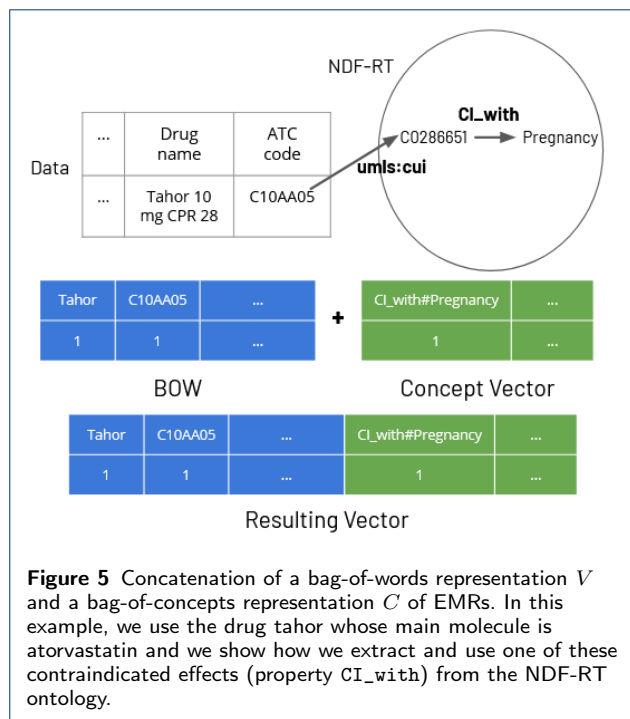 NDF-RT
CI_with
C0286651 Pregnancy
umls:cui
Data
... Drug name ATC code
... Tahor 10 mg CPR 28 C10AA05
Tahor C10AA05 ...
1 1 ...
BOW
+
CI_with#Pregnancy ...
1 ...
Concept Vector
Tahor C10AA05 ... CI_with#Pregnancy ...
1 1 ... 1 ...
Resulting Vector
Figure 5 Concatenation of a bag-of-words representation V
and a bag-of-concepts representation C of EMRs. In this
example, we use the drug tahor whose main molecule is
atorvastatin and we show how we extract and use one of these
contraindicated effects (property CI_with) from the NDF-RT
ontology.